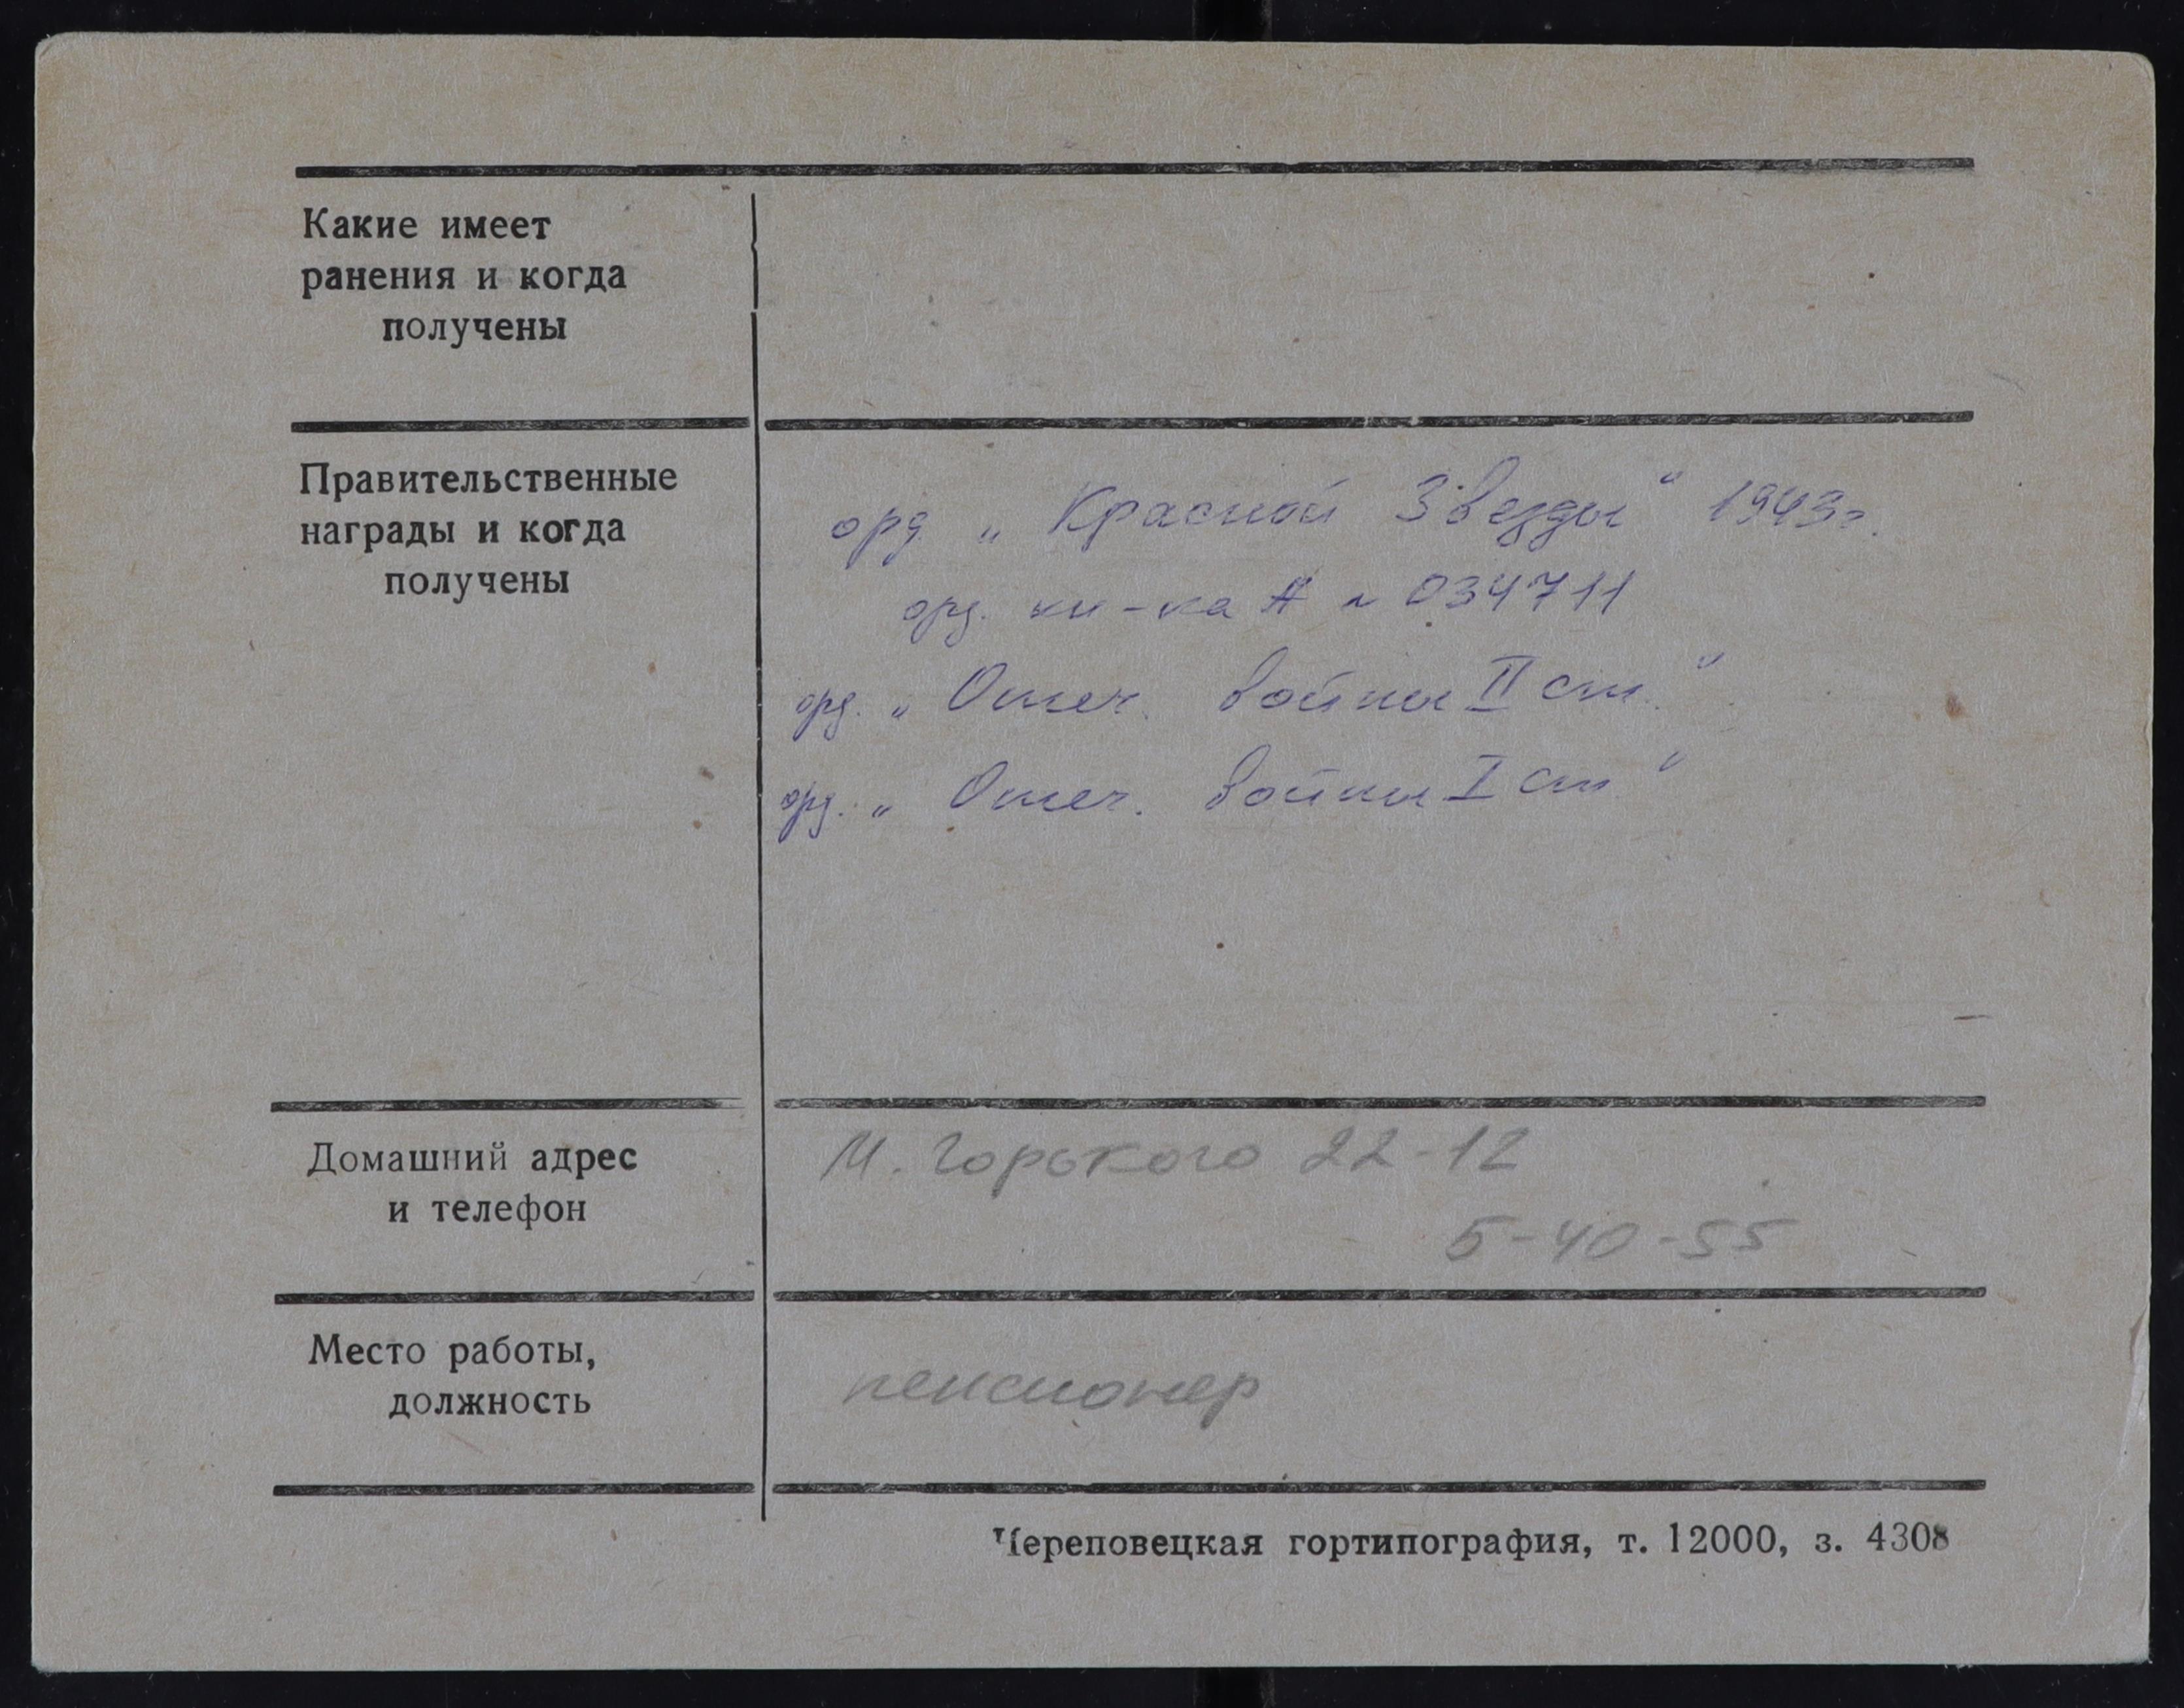 Какие имеет
ранения и когда
получены
Правительственные
награды и когда
получены
орд „Красной Звезды“ 1943г.
орд. кн-ка А № 034711
орд. „Отеч. войны II ст.“
орд. „Отеч. войны I ст“
Домашний адрес
и телефон
М. Горького 22-12
5-40-55
Место работы,
должность
пенсионер
Череповецкая гортипография, т. 12000, з. 4308